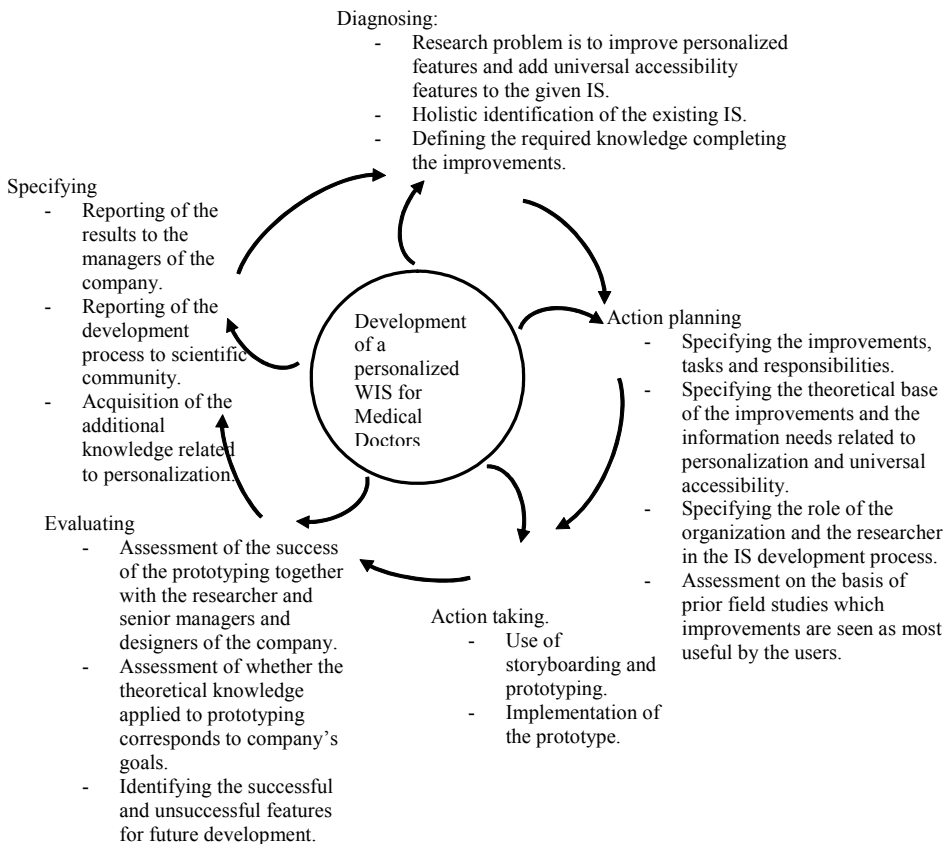 Diagnosing:
- Research problem is to improve personalized
features and add universal accessibility
features to the given IS.
- Holistic identification of the existing IS.
- Defining the required knowledge completing
the improvements.
Specifying
- Reporting of the
results to the
managers of the
company.
- Reporting of the
development
process to scientific
community.
- Acquisition of the
additional
knowledge related
to personalization.
Development
of a
personalized
WIS for
Medical
Doctors
Action planning
- Specifying the improvements,
tasks and responsibilities.
- Specifying the theoretical base
of the improvements and the
information needs related to
personalization and universal
accessibility.
- Specifying the role of the
organization and the researcher
in the IS development process.
- Assessment on the basis of
prior field studies which
improvements are seen as most
useful by the users.
Evaluating
- Assessment of the success
of the prototyping together
with the researcher and
senior managers and
designers of the company.
- Assessment of whether the
theoretical knowledge
applied to prototyping
corresponds to company's
goals.
- Identifying the successful
and unsuccessful features
for future development.
Action taking.
- Use of
storyboarding and
prototyping.
- Implementation of
the prototype.